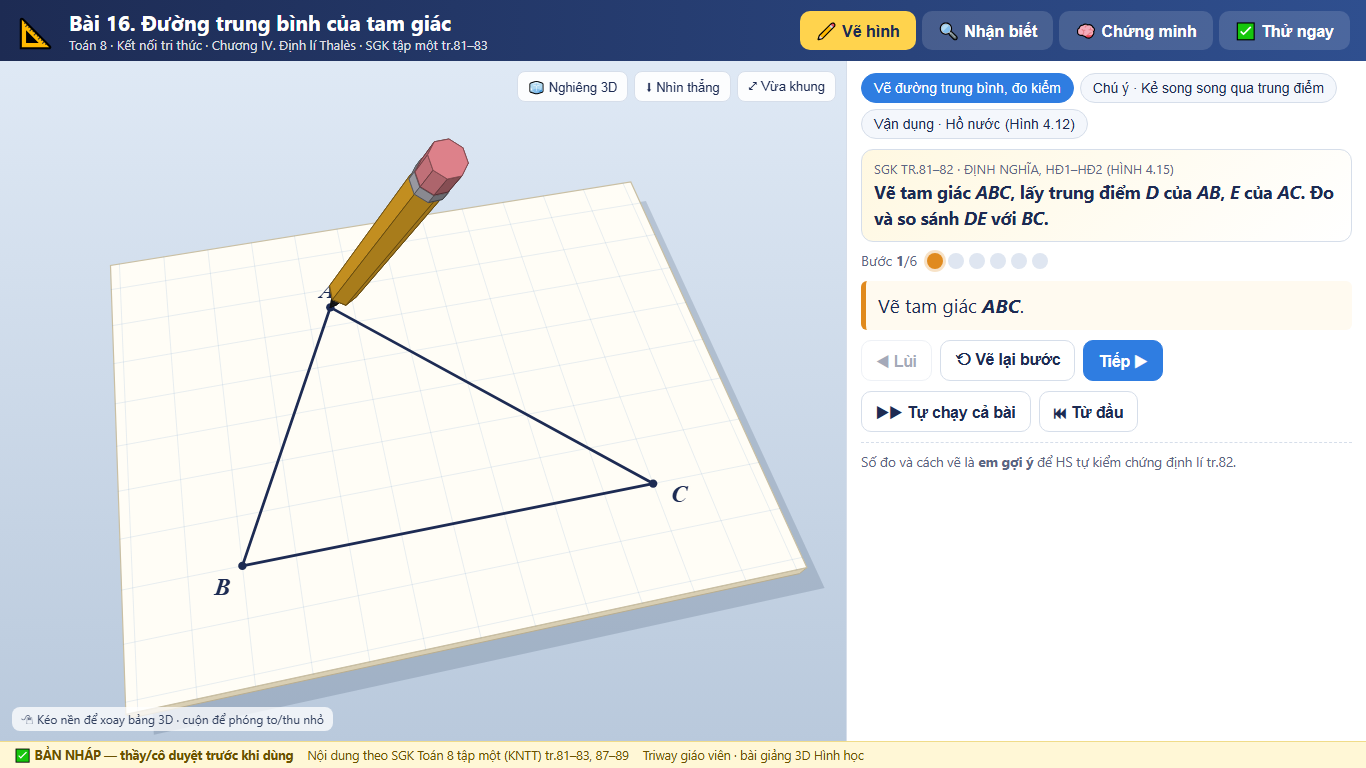 Bài 16. Đường trung bình của tam giác
Toán 8 · Kết nối tri thức · Chương IV. Định lí Thalès · SGK tập một tr.81–83
Vẽ hình
Nhận biết
Chứng minh
Thử ngay
Nghiêng 3D
Nhìn thẳng
Vừa khung
A
B
C
Kéo nền để xoay bảng 3D · cuộn để phóng to/thu nhỏ
Vẽ đường trung bình, đo kiểm
Chú ý · Kẻ song song qua trung điểm
Vận dụng · Hồ nước (Hình 4.12)
SGK TR.81–82 · ĐỊNH NGHĨA, HĐ1–HĐ2 (HÌNH 4.15)
Vẽ tam giác ABC, lấy trung điểm D của AB, E của AC. Đo
và so sánh DE với BC.
Bước 1/6
Vẽ tam giác ABC.
◀ Lùi
Vẽ lại bước
Tiếp ▶
▶▶ Tự chạy cả bài
⏮ Từ đầu
Số đo và cách vẽ là em gợi ý để HS tự kiểm chứng định lí tr.82.
✅ BẢN NHÁP — thầy/cô duyệt trước khi dùng
Nội dung theo SGK Toán 8 tập một (KNTT) tr.81–83, 87–89
Triway giáo viên · bài giảng 3D Hình học